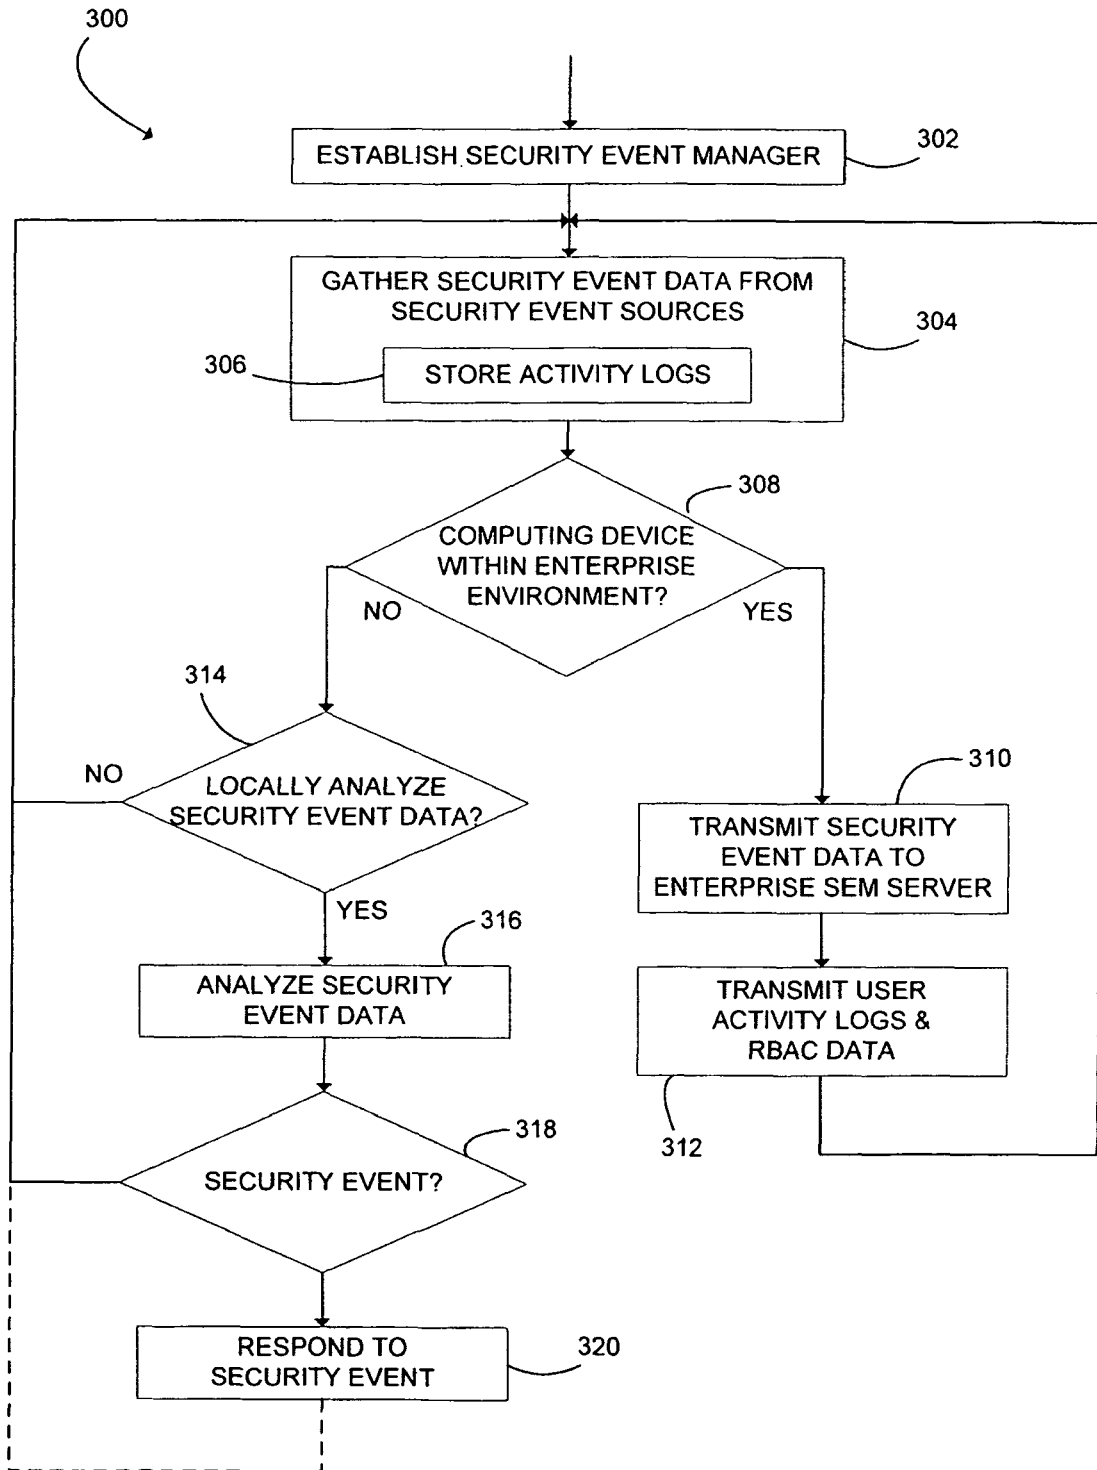 300
ESTABLISH SECURITY EVENT MANAGER
302
GATHER SECURITY EVENT DATA FROM
SECURITY EVENT SOURCES
304
306
STORE ACTIVITY LOGS
308
COMPUTING DEVICE
WITHIN ENTERPRISE
ENVIRONMENT?
NO
YES
314
NO
LOCALLY ANALYZE
SECURITY EVENT DATA?
310
TRANSMIT SECURITY
EVENT DATA TO
ENTERPRISE SEM SERVER
YES
316
ANALYZE SECURITY
EVENT DATA
TRANSMIT USER
ACTIVITY LOGS &
RBAC DATA
312
318
SECURITY EVENT?
RESPOND TO
SECURITY EVENT
320